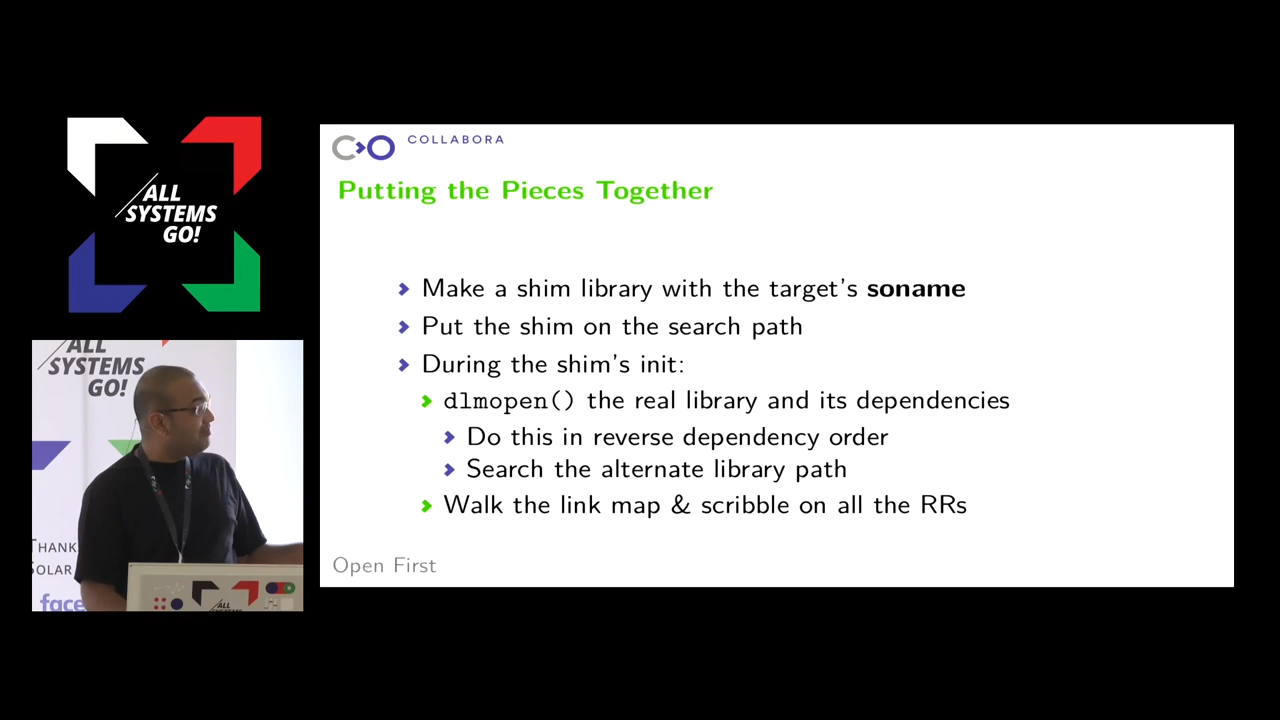 ALL
SYSTEMS
GO!
COLLABORA
Putting the Pieces Together
Make a shim library with the target's soname
Put the shim on the search path
During the shim's init:
dlmopen() the real library and its dependencies
Do this in reverse dependency order
Search the alternate library path
Walk the link map & scribble on all the RRs
Open First
ALL
SYSTEMS
GO!
THANK
SOLAR
face
ALL
SYSTEMS